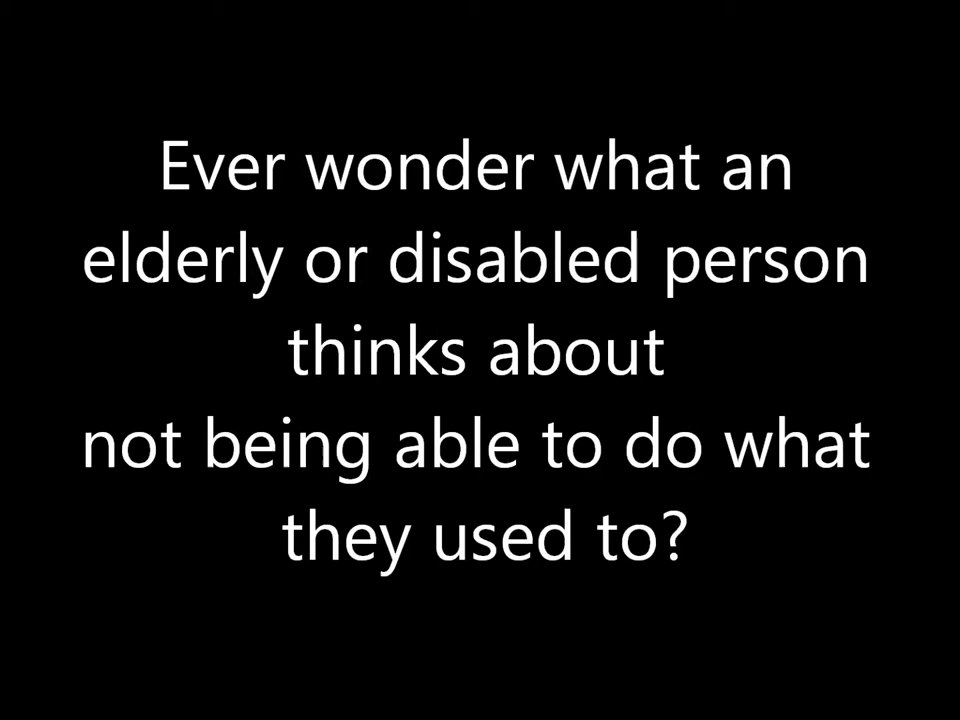 Ever wonder what an
elderly or disabled person
thinks about
not being able to do what
they used to?